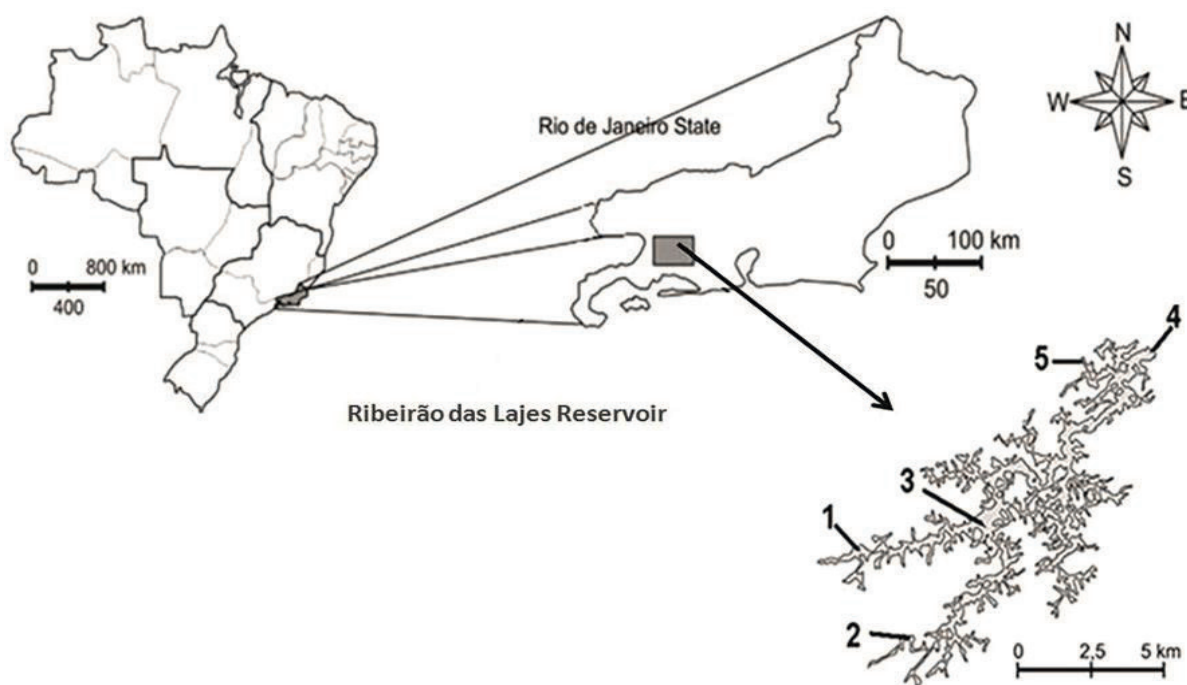 N
W E
S
Rio de Janeiro State
0 800 km
400
0 100 km
50
Ribeirão das Lajes Reservoir
4
5
3
1
2
0 2,5 5 km